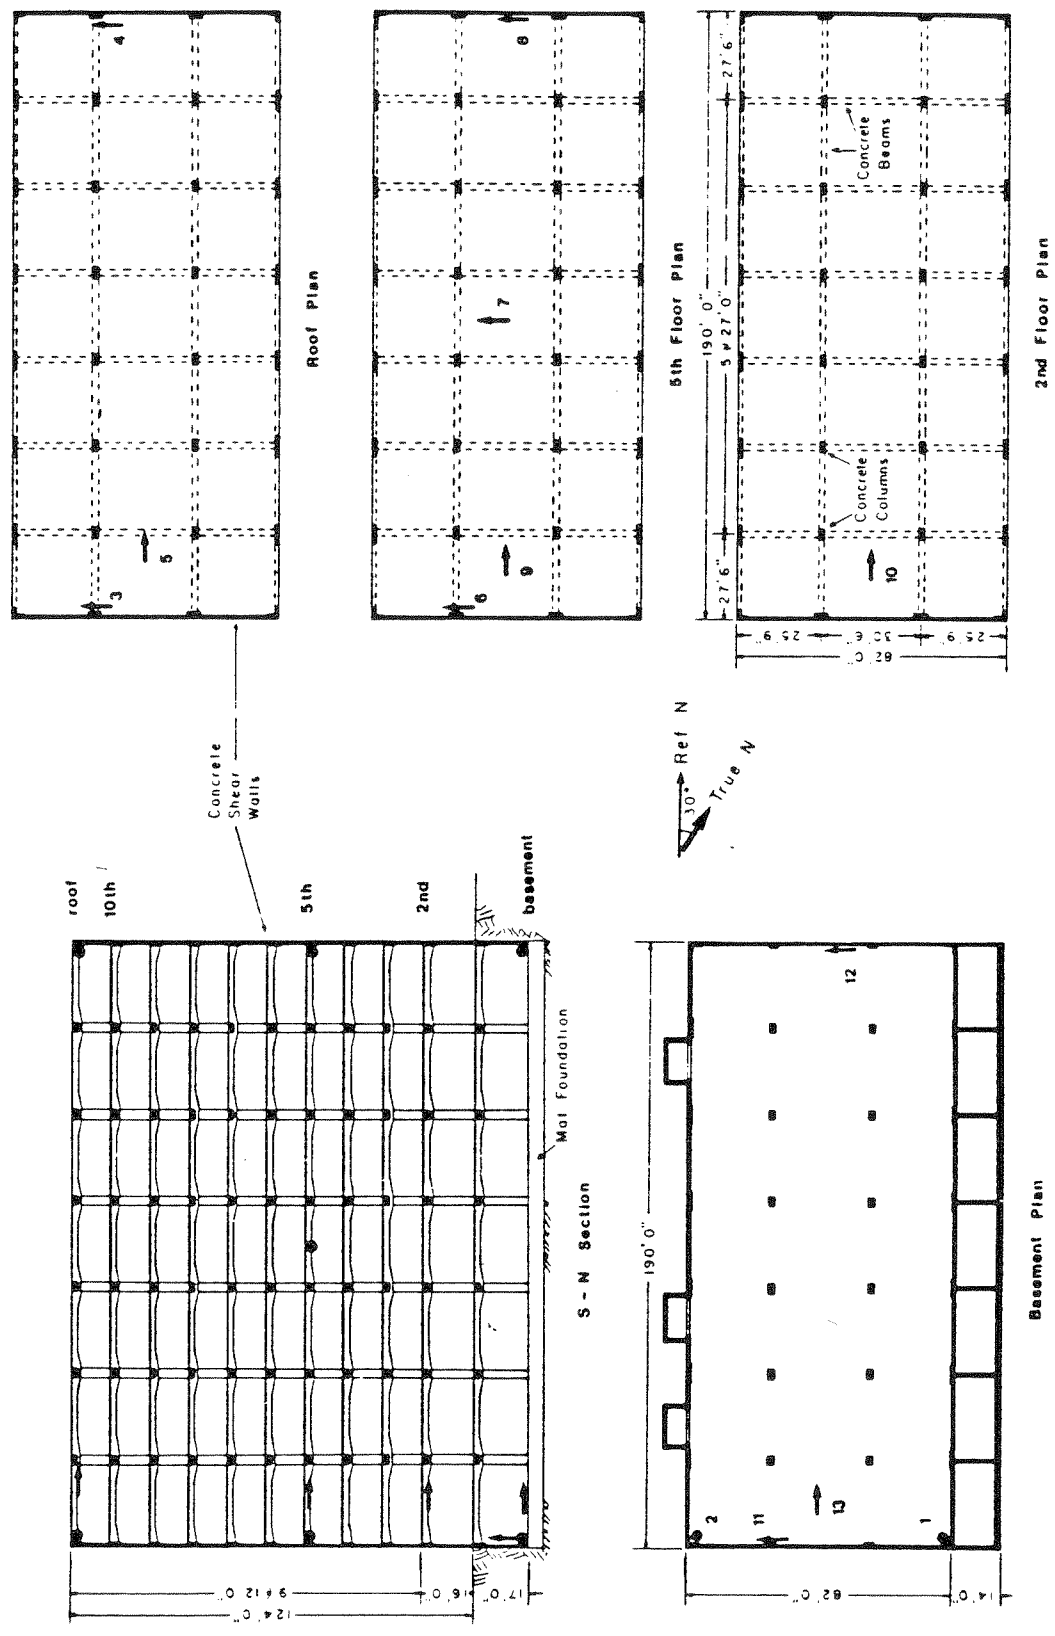 Roof Plan
3
4
5
5th Floor Plan
6
7
8
9
190' 0"
27' 6"
5 @ 27' 0"
27' 6"
82' 0"
25' 9"
30' 6"
25' 9"
Concrete
Beams
Concrete
Columns
10
2nd Floor Plan
Concrete
Shear
Walls
Ref N
30°
True N
roof
10th
5th
2nd
basement
124' 0"
9 @ 12' 0"
16' 0"
17' 0"
Mat Foundation
S - N Section
190' 0"
82' 0"
14' 0"
1
2
11
12
13
Basement Plan